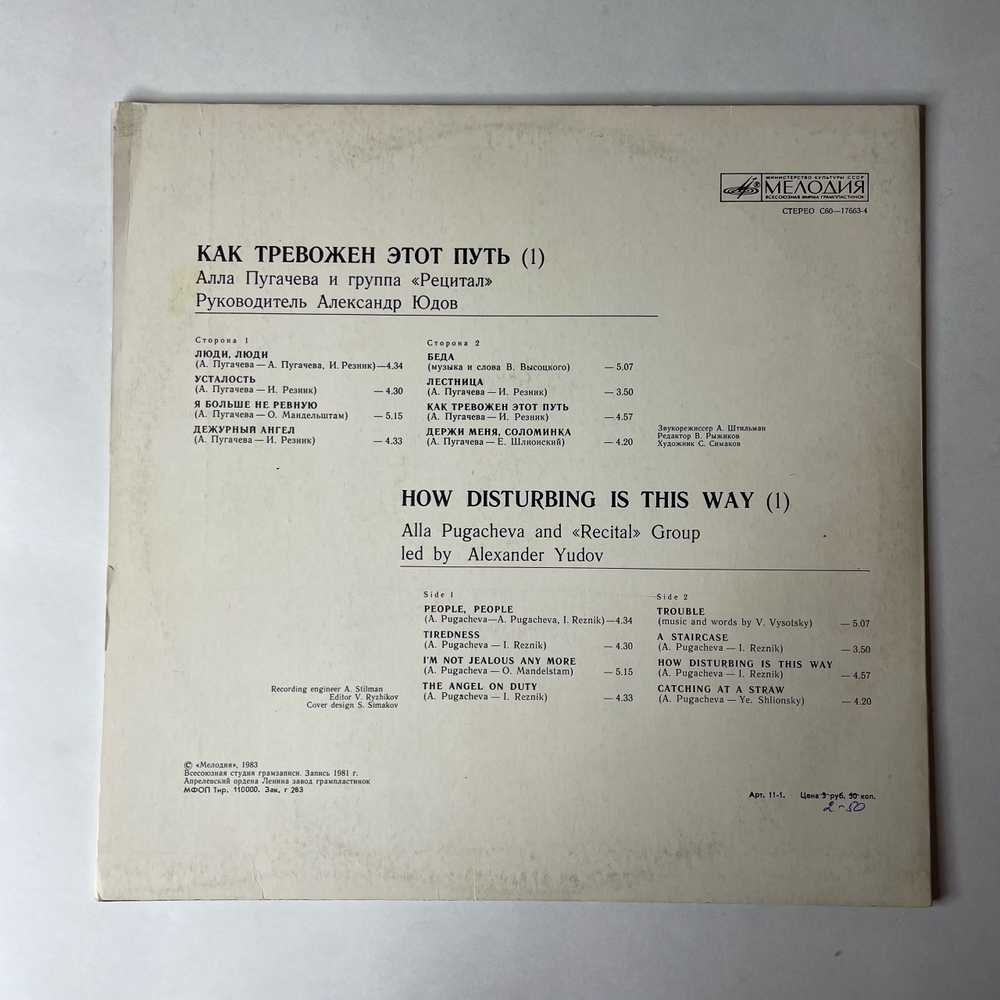 МИНИСТЕРСТВО КУЛЬТУРЫ СССР
МЕЛОДИЯ
ВСЕСОЮЗНАЯ ФИРМА ГРАМПЛАСТИНОК
СТЕРЕО С60—17663-4
КАК ТРЕВОЖЕН ЭТОТ ПУТЬ (1)
Алла Пугачева и группа «Рецитал»
Руководитель Александр Юдов
Сторона 1
ЛЮДИ, ЛЮДИ
(А. Пугачева — А. Пугачева, И. Резник)—4.34
УСТАЛОСТЬ
(А. Пугачева — И. Резник) — 4.30
Я БОЛЬШЕ НЕ РЕВНУЮ
(А. Пугачева — О. Мандельштам) — 5.15
ДЕЖУРНЫЙ АНГЕЛ
(А. Пугачева — И. Резник) — 4.33
Сторона 2
БЕДА
(музыка и слова В. Высоцкого) — 5.07
ЛЕСТНИЦА
(А. Пугачева — И. Резник) — 3.50
КАК ТРЕВОЖЕН ЭТОТ ПУТЬ
(А. Пугачева — И. Резник) — 4.57
ДЕРЖИ МЕНЯ, СОЛОМИНКА
(А. Пугачева — Е. Шлионский) — 4.20
Звукорежиссер А. Штильман
Редактор В. Рыжиков
Художник С. Симаков
HOW DISTURBING IS THIS WAY (1)
Alla Pugacheva and «Recital» Group
led by Alexander Yudov
Side 1
PEOPLE, PEOPLE
(A. Pugacheva—A. Pugacheva, I. Reznik)—4.34
TIREDNESS
(A. Pugacheva — I. Reznik) — 4.30
I'M NOT JEALOUS ANY MORE
(A. Pugacheva — O. Mandelstam) — 5.15
THE ANGEL ON DUTY
(A. Pugacheva — I. Reznik) — 4.33
Side 2
TROUBLE
(music and words by V. Vysotsky) — 5.07
A STAIRCASE
(A. Pugacheva — I. Reznik) — 3.50
HOW DISTURBING IS THIS WAY
(A. Pugacheva — I. Reznik) — 4.57
CATCHING AT A STRAW
(A. Pugacheva — Ye. Shlionsky) — 4.20
Recording engineer A. Stilman
Editor V. Ryzhikov
Cover design S. Simakov
© «Мелодия», 1983
Всесоюзная студия грамзаписи. Запись 1981 г.
Апрелевский ордена Ленина завод грампластинок
МФОП Тир. 110000. Зак. г 263
Арт. 11-1. Цена 3 руб. 50 коп.
2-50